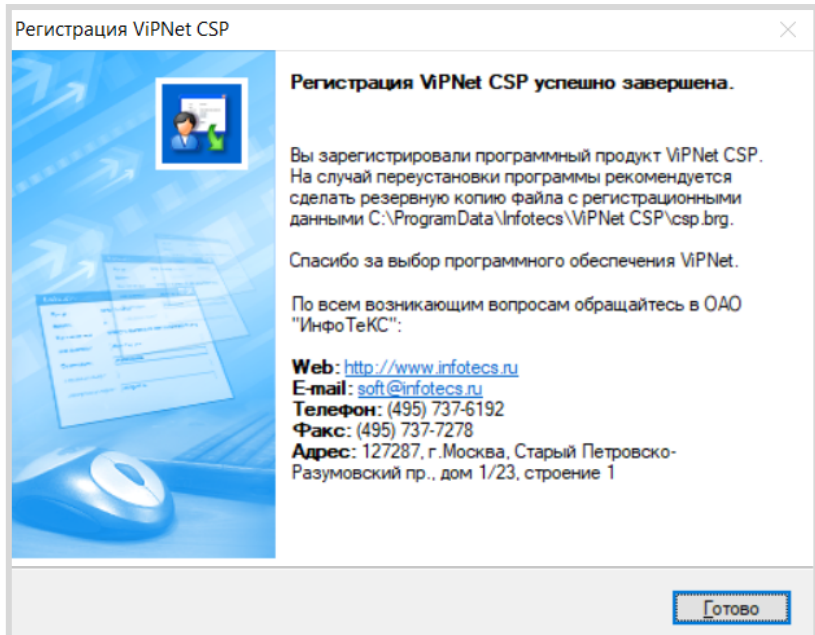 Регистрация ViPNet CSP
Регистрация ViPNet CSP успешно завершена.
Вы зарегистрировали программный продукт ViPNet CSP.
На случай переустановки программы рекомендуется
сделать резервную копию файла с регистрационными
данными C:\ProgramData\Infotecs\ViPNet CSP\csp.brg.
Спасибо за выбор программного обеспечения ViPNet.
По всем возникающим вопросам обращайтесь в ОАО
"ИнфоТеКС":
Web: http://www.infotecs.ru
E-mail: soft@infotecs.ru
Телефон: (495) 737-6192
Факс: (495) 737-7278
Адрес: 127287, г.Москва, Старый Петровско-
Разумовский пр., дом 1/23, строение 1
Готово